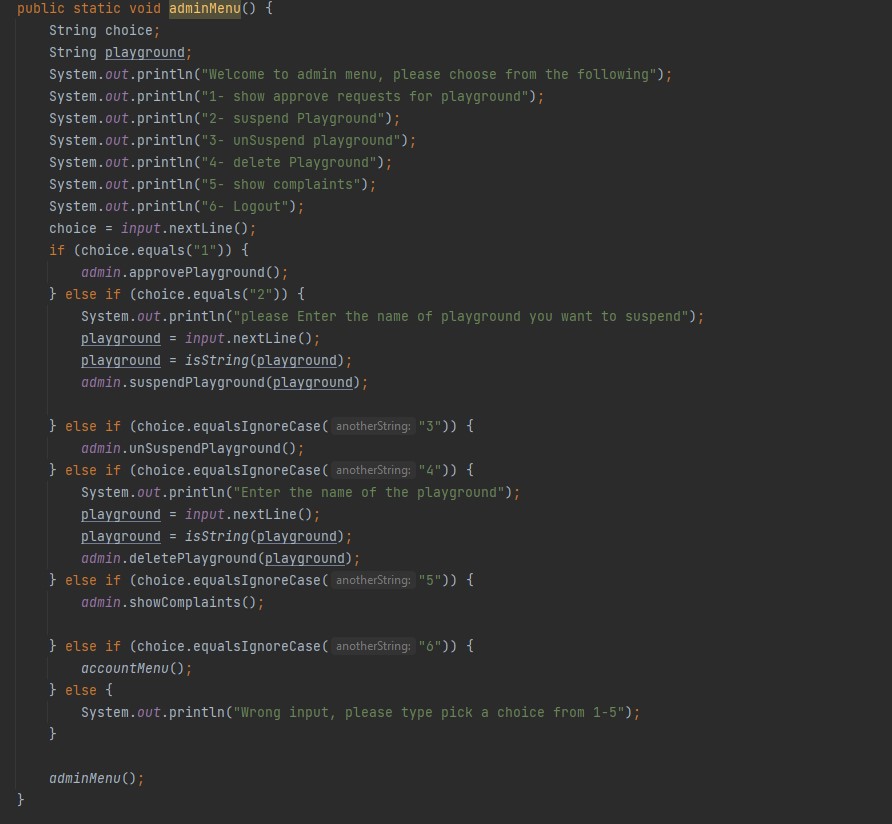 public static void adminMenu() {
    String choice;
    String playground;
    System.out.println("Welcome to admin menu, please choose from the following");
    System.out.println("1- show approve requests for playground");
    System.out.println("2- suspend Playground");
    System.out.println("3- unSuspend playground");
    System.out.println("4- delete Playground");
    System.out.println("5- show complaints");
    System.out.println("6- Logout");
    choice = input.nextLine();
    if (choice.equals("1")) {
        admin.approvePlayground();
    } else if (choice.equals("2")) {
        System.out.println("please Enter the name of playground you want to suspend");
        playground = input.nextLine();
        playground = isString(playground);
        admin.suspendPlayground(playground);
    } else if (choice.equalsIgnoreCase( anotherString: "3")) {
        admin.unSuspendPlayground();
    } else if (choice.equalsIgnoreCase( anotherString: "4")) {
        System.out.println("Enter the name of the playground");
        playground = input.nextLine();
        playground = isString(playground);
        admin.deletePlayground(playground);
    } else if (choice.equalsIgnoreCase( anotherString: "5")) {
        admin.showComplaints();
    } else if (choice.equalsIgnoreCase( anotherString: "6")) {
        accountMenu();
    } else {
        System.out.println("Wrong input, please type pick a choice from 1-5");
    }
    adminMenu();
}